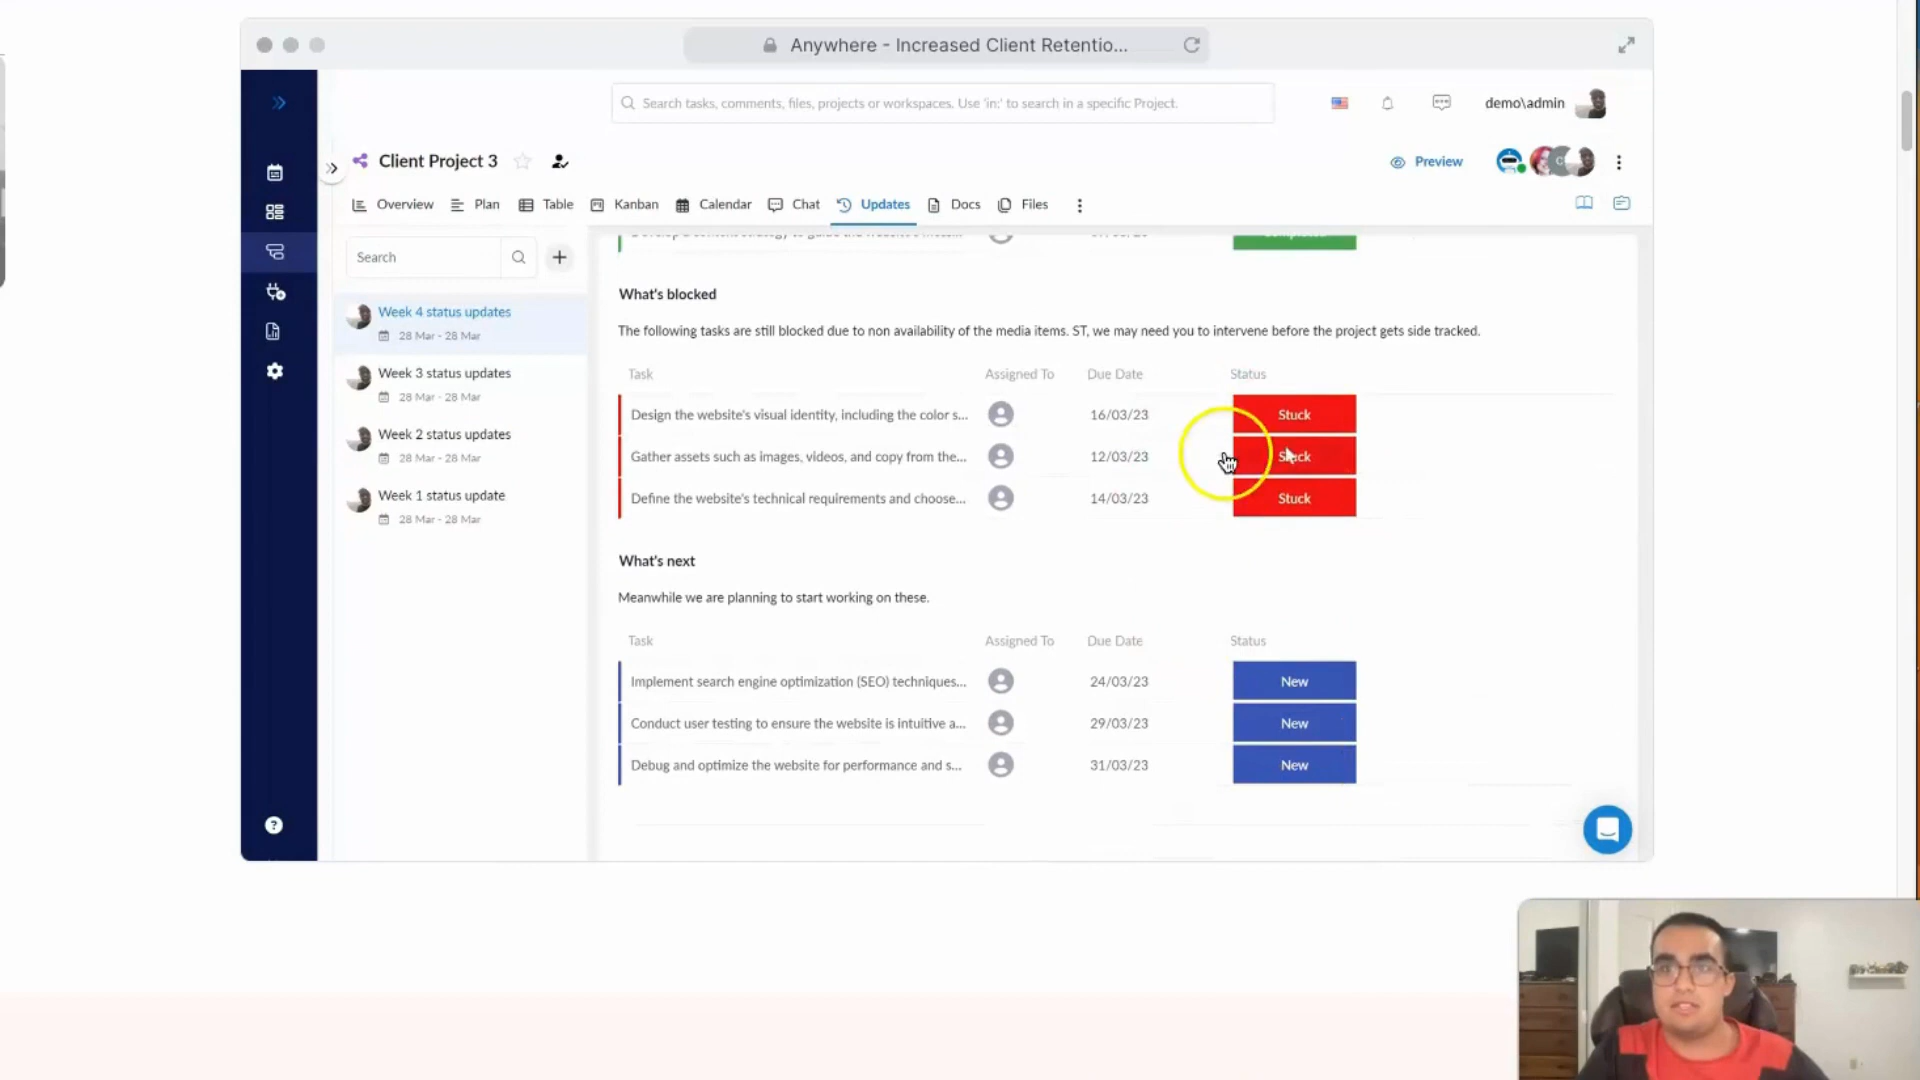 Anywhere - Increased Client Retentio...
Search tasks, comments, files, projects or workspaces. Use 'in:' to search in a specific Project.
demo\admin
Client Project 3
Preview
Overview Plan Table Kanban Calendar Chat Updates Docs Files
Search
Week 4 status updates
28 Mar - 28 Mar
Week 3 status updates
28 Mar - 28 Mar
Week 2 status updates
28 Mar - 28 Mar
Week 1 status update
28 Mar - 28 Mar
What's blocked
The following tasks are still blocked due to non availability of the media items. ST, we may need you to intervene before the project gets side tracked.
Task Assigned To Due Date Status
Design the website's visual identity, including the color s... 16/03/23 Stuck
Gather assets such as images, videos, and copy from the... 12/03/23 Stuck
Define the website's technical requirements and choose... 14/03/23 Stuck
What's next
Meanwhile we are planning to start working on these.
Task Assigned To Due Date Status
Implement search engine optimization (SEO) techniques... 24/03/23 New
Conduct user testing to ensure the website is intuitive a... 29/03/23 New
Debug and optimize the website for performance and s... 31/03/23 New